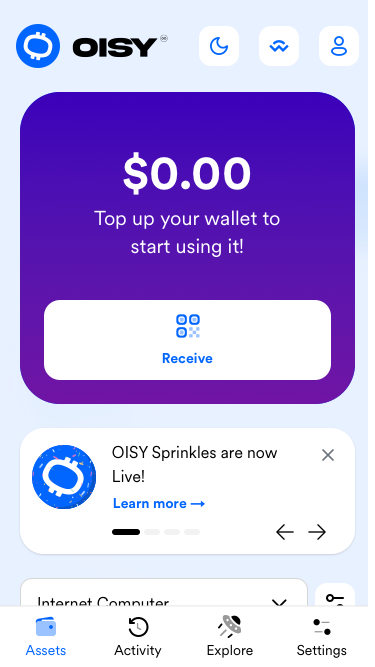 OISY
$0.00
Top up your wallet to
start using it!
Receive
OISY Sprinkles are now
Live!
Learn more →
Internet Computer
Assets
Activity
Explore
Settings